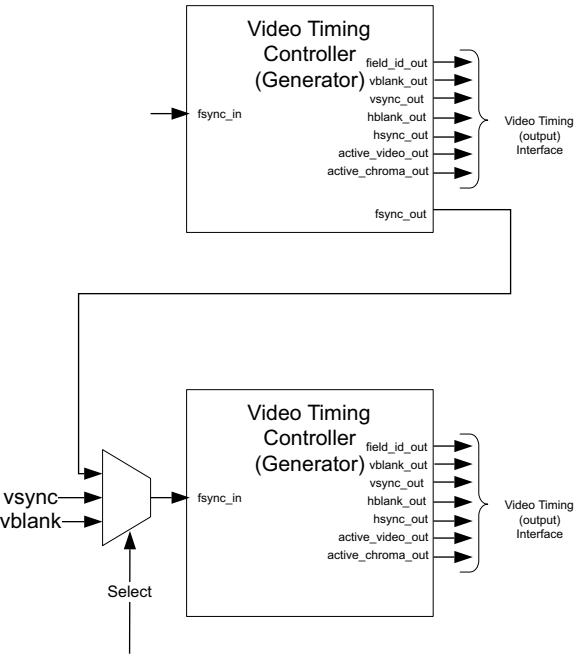 Video Timing
Controller
(Generator)
field_id_out
vblank_out
vsync_out
hblank_out
hsync_out
active_video_out
active_chroma_out
fsync_in
fsync_out
Video Timing
(output)
Interface
Video Timing
Controller
(Generator)
field_id_out
vblank_out
vsync_out
hblank_out
hsync_out
active_video_out
active_chroma_out
vsync
vblank
fsync_in
Video Timing
(output)
Interface
Select